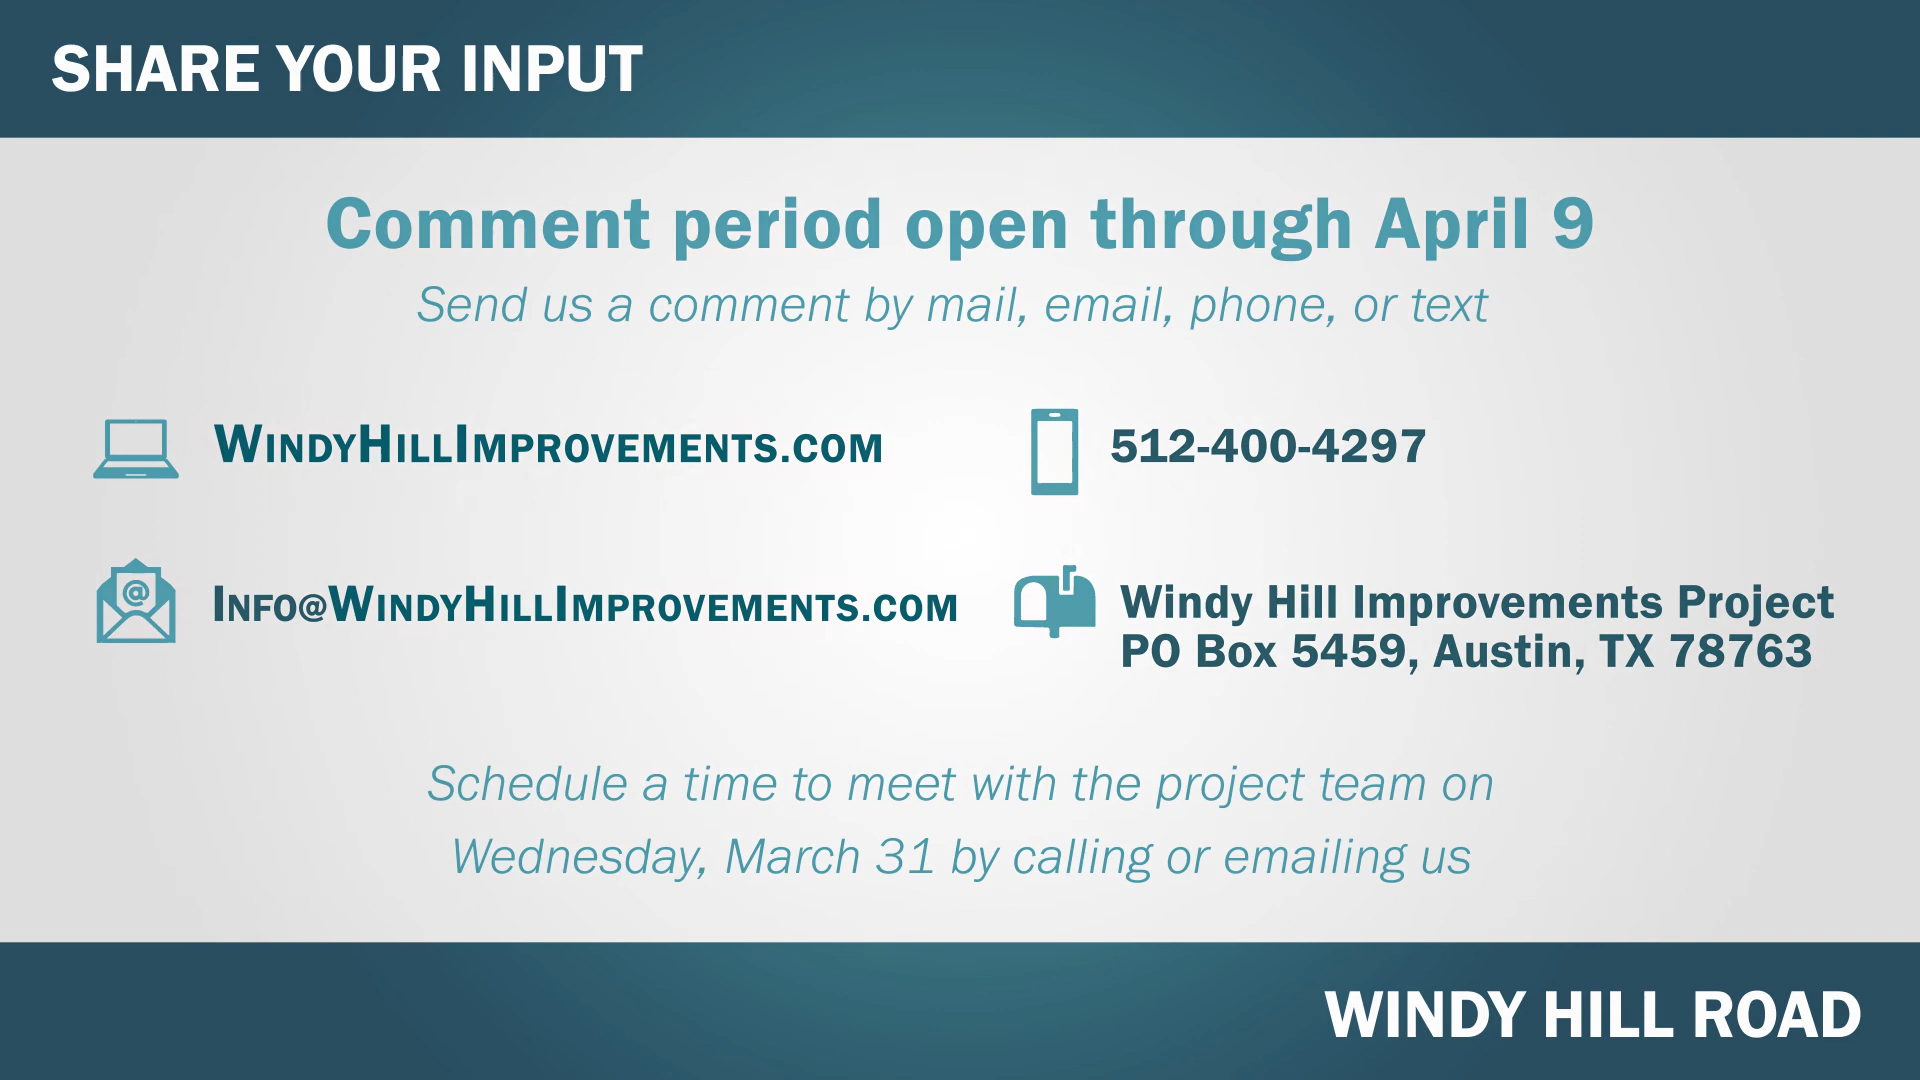 SHARE YOUR INPUT
Comment period open through April 9
Send us a comment by mail, email, phone, or text
WINDYHILLIMPROVEMENTS.COM
512-400-4297
INFO@WINDYHILLIMPROVEMENTS.COM
Windy Hill Improvements Project
PO Box 5459, Austin, TX 78763
Schedule a time to meet with the project team on
Wednesday, March 31 by calling or emailing us
WINDY HILL ROAD